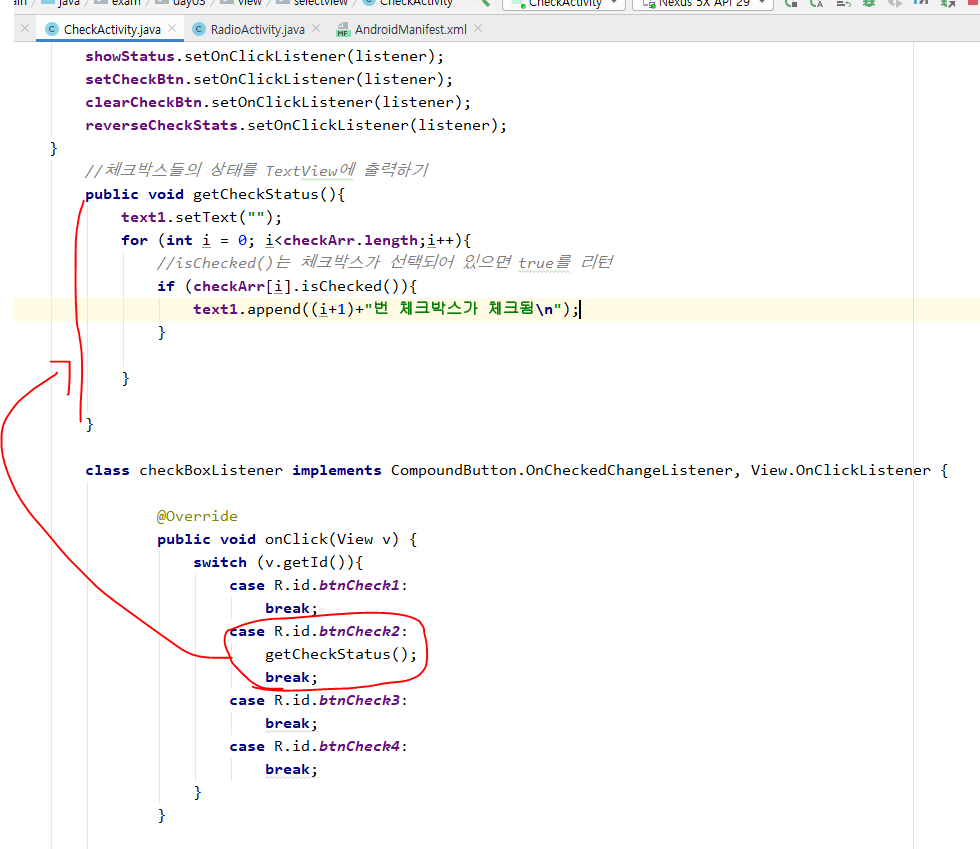 java exam day03 view selectview CheckActivity CheckActivity Nexus 5X API 29
CheckActivity.java RadioActivity.java AndroidManifest.xml
showStatus.setOnClickListener(listener);
setCheckBtn.setOnClickListener(listener);
clearCheckBtn.setOnClickListener(listener);
reverseCheckStats.setOnClickListener(listener);
}
//체크박스들의 상태를 TextView에 출력하기
public void getCheckStatus(){
text1.setText("");
for (int i = 0; i<checkArr.length;i++){
//isChecked()는 체크박스가 선택되어 있으면 true를 리턴
if (checkArr[i].isChecked()){
text1.append((i+1)+"번 체크박스가 체크됨\n");
}
}
}
class checkBoxListener implements CompoundButton.OnCheckedChangeListener, View.OnClickListener {
@Override
public void onClick(View v) {
switch (v.getId()){
case R.id.btnCheck1:
break;
case R.id.btnCheck2:
getCheckStatus();
break;
case R.id.btnCheck3:
break;
case R.id.btnCheck4:
break;
}
}